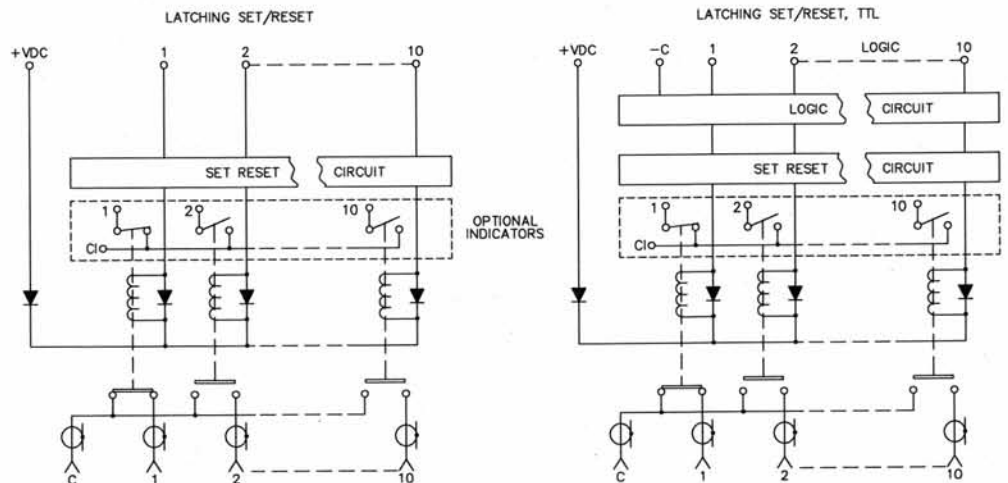 LATCHING SET/RESET
+VDC 1 2 10
SET RESET CIRCUIT
1 2 10
CI
OPTIONAL
INDICATORS
C 1 2 10
LATCHING SET/RESET, TTL
+VDC -C 1 2 LOGIC 10
LOGIC CIRCUIT
SET RESET CIRCUIT
1 2 10
CI
C 1 2 10